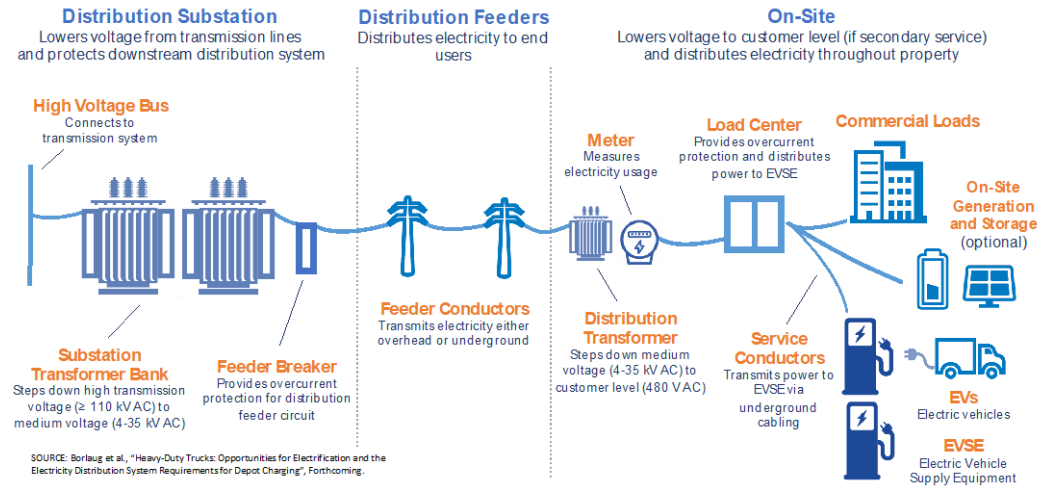 Distribution Substation
Lowers voltage from transmission lines
and protects downstream distribution system
Distribution Feeders
Distributes electricity to end
users
On-Site
Lowers voltage to customer level (if secondary service)
and distributes electricity throughout property
High Voltage Bus
Connects to
transmission system
Substation
Transformer Bank
Steps down high transmission
voltage (≥ 110 kV AC) to
medium voltage (4-35 kV AC)
Feeder Breaker
Provides overcurrent
protection for distribution
feeder circuit
Feeder Conductors
Transmits electricity either
overhead or underground
Meter
Measures
electricity usage
Distribution
Transformer
Steps down medium
voltage (4-35 kV AC) to
customer level (480 V AC)
Load Center
Provides overcurrent
protection and distributes
power to EVSE
Service
Conductors
Transmits power to
EVSE via
underground
cabling
Commercial Loads
On-Site
Generation
and Storage
(optional)
EVs
Electric vehicles
EVSE
Electric Vehicle
Supply Equipment
SOURCE: Borlaug et al., “Heavy-Duty Trucks: Opportunities for Electrification and the
Electricity Distribution System Requirements for Depot Charging”, Forthcoming.